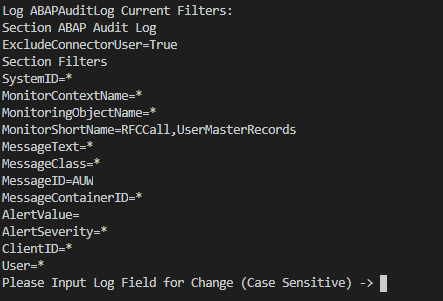 Log ABAPAuditLog Current Filters:
Section ABAP Audit Log
ExcludeConnectorUser=True
Section Filters
SystemID=*
MonitorContextName=*
MonitoringObjectName=*
MonitorShortName=RFCCall,UserMasterRecords
MessageText=*
MessageClass=*
MessageID=AUW
MessageContainerID=*
AlertValue=
AlertSeverity=*
ClientID=*
User=*
Please Input Log Field for Change (Case Sensitive) ->